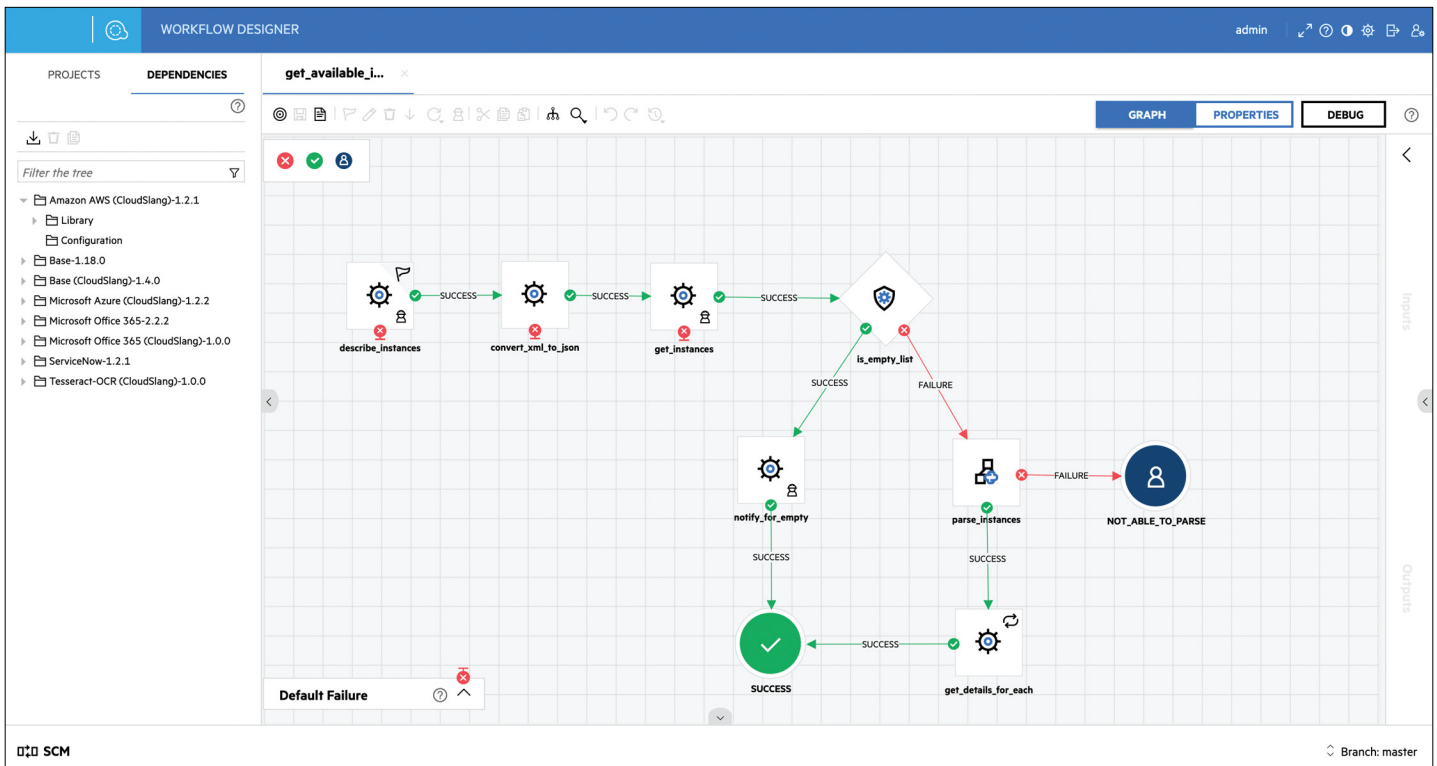 WORKFLOW DESIGNER
admin
PROJECTS
DEPENDENCIES
get_available_i...
GRAPH
PROPERTIES
DEBUG
Filter the tree
Amazon AWS (CloudSlang)-1.2.1
Library
Configuration
Base-1.18.0
Base (CloudSlang)-1.4.0
Microsoft Azure (CloudSlang)-1.2.2
Microsoft Office 365-2.2.2
Microsoft Office 365 (CloudSlang)-1.0.0
ServiceNow-1.2.1
Tesseract-OCR (CloudSlang)-1.0.0
SUCCESS
SUCCESS
SUCCESS
describe_instances
convert_xml_to_json
get_instances
is_empty_list
Inputs
SUCCESS
FAILURE
FAILURE
notify_for_empty
parse_instances
NOT_ABLE_TO_PARSE
SUCCESS
SUCCESS
Outputs
SUCCESS
SUCCESS
get_details_for_each
Default Failure
SCM
Branch: master